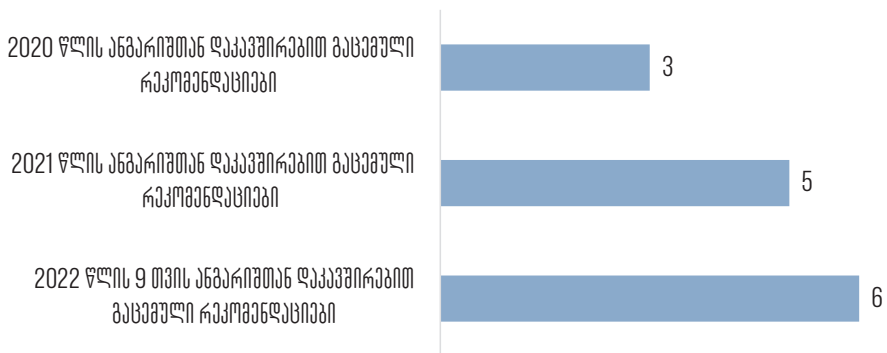 2020 წლის ანგარიშთან დაკავშირებით გაცემული
რეკომენდაციები
3
2021 წლის ანგარიშთან დაკავშირებით გაცემული
რეკომენდაციები
5
2022 წლის 9 თვის ანგარიშთან დაკავშირებით
გაცემული რეკომენდაციები
6